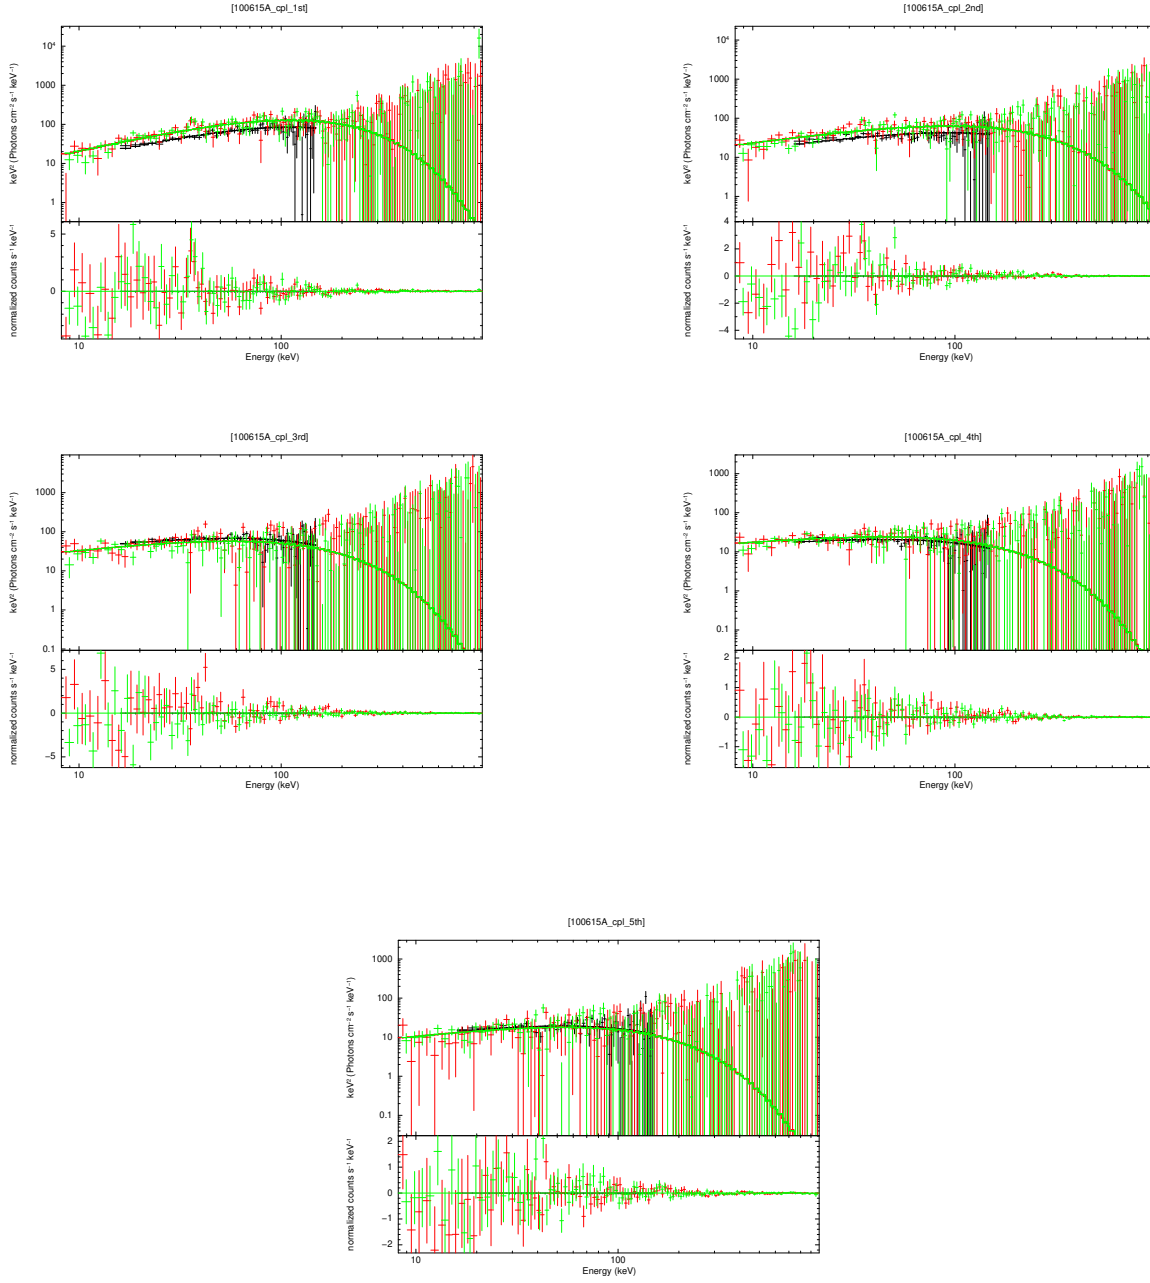 [100615A_cpl_1st]
keV² (Photons cm⁻² s⁻¹ keV⁻¹)
10⁴
1000
100
10
1
normalized counts s⁻¹ keV⁻¹
5
0
10
100
Energy (keV)
[100615A_cpl_2nd]
keV² (Photons cm⁻² s⁻¹ keV⁻¹)
10⁴
1000
100
10
1
normalized counts s⁻¹ keV⁻¹
4
2
0
−2
−4
10
100
Energy (keV)
[100615A_cpl_3rd]
keV² (Photons cm⁻² s⁻¹ keV⁻¹)
1000
100
10
1
0.1
normalized counts s⁻¹ keV⁻¹
5
0
−5
10
100
Energy (keV)
[100615A_cpl_4th]
keV² (Photons cm⁻² s⁻¹ keV⁻¹)
1000
100
10
1
0.1
normalized counts s⁻¹ keV⁻¹
2
1
0
−1
10
100
Energy (keV)
[100615A_cpl_5th]
keV² (Photons cm⁻² s⁻¹ keV⁻¹)
1000
100
10
1
0.1
normalized counts s⁻¹ keV⁻¹
2
1
0
−1
−2
10
100
Energy (keV)